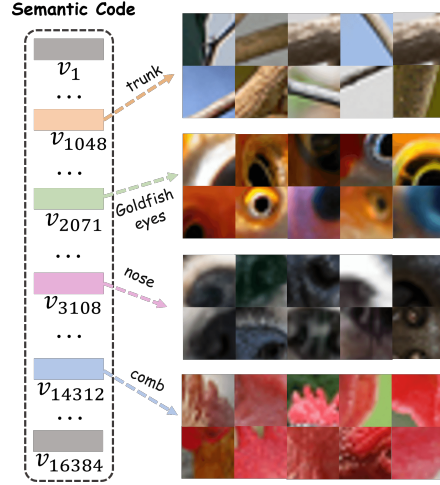 Semantic Code
v₁
...
trunk
v₁₀₄₈
...
Goldfish
eyes
v₂₀₇₁
...
nose
v₃₁₀₈
...
comb
v₁₄₃₁₂
...
v₁₆₃₈₄